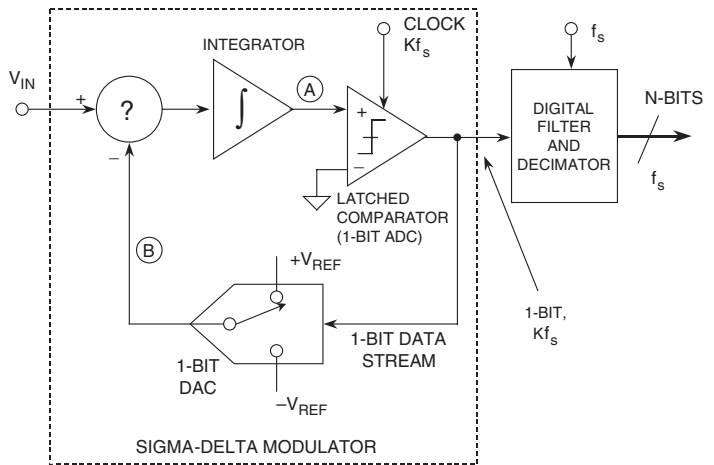 CLOCK
Kfs
INTEGRATOR
fs
VIN
+
?
–
∫
A
+
–
DIGITAL
FILTER
AND
DECIMATOR
N-BITS
fs
LATCHED
COMPARATOR
(1-BIT ADC)
B
+VREF
1-BIT DATA
STREAM
1-BIT,
Kfs
1-BIT
DAC
–VREF
SIGMA-DELTA MODULATOR